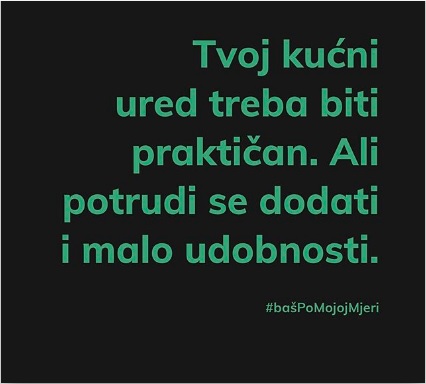 Tvoj kućni
ured treba biti
praktičan. Ali
potrudi se dodati
i malo udobnosti.
#bašPoMojojMjeri